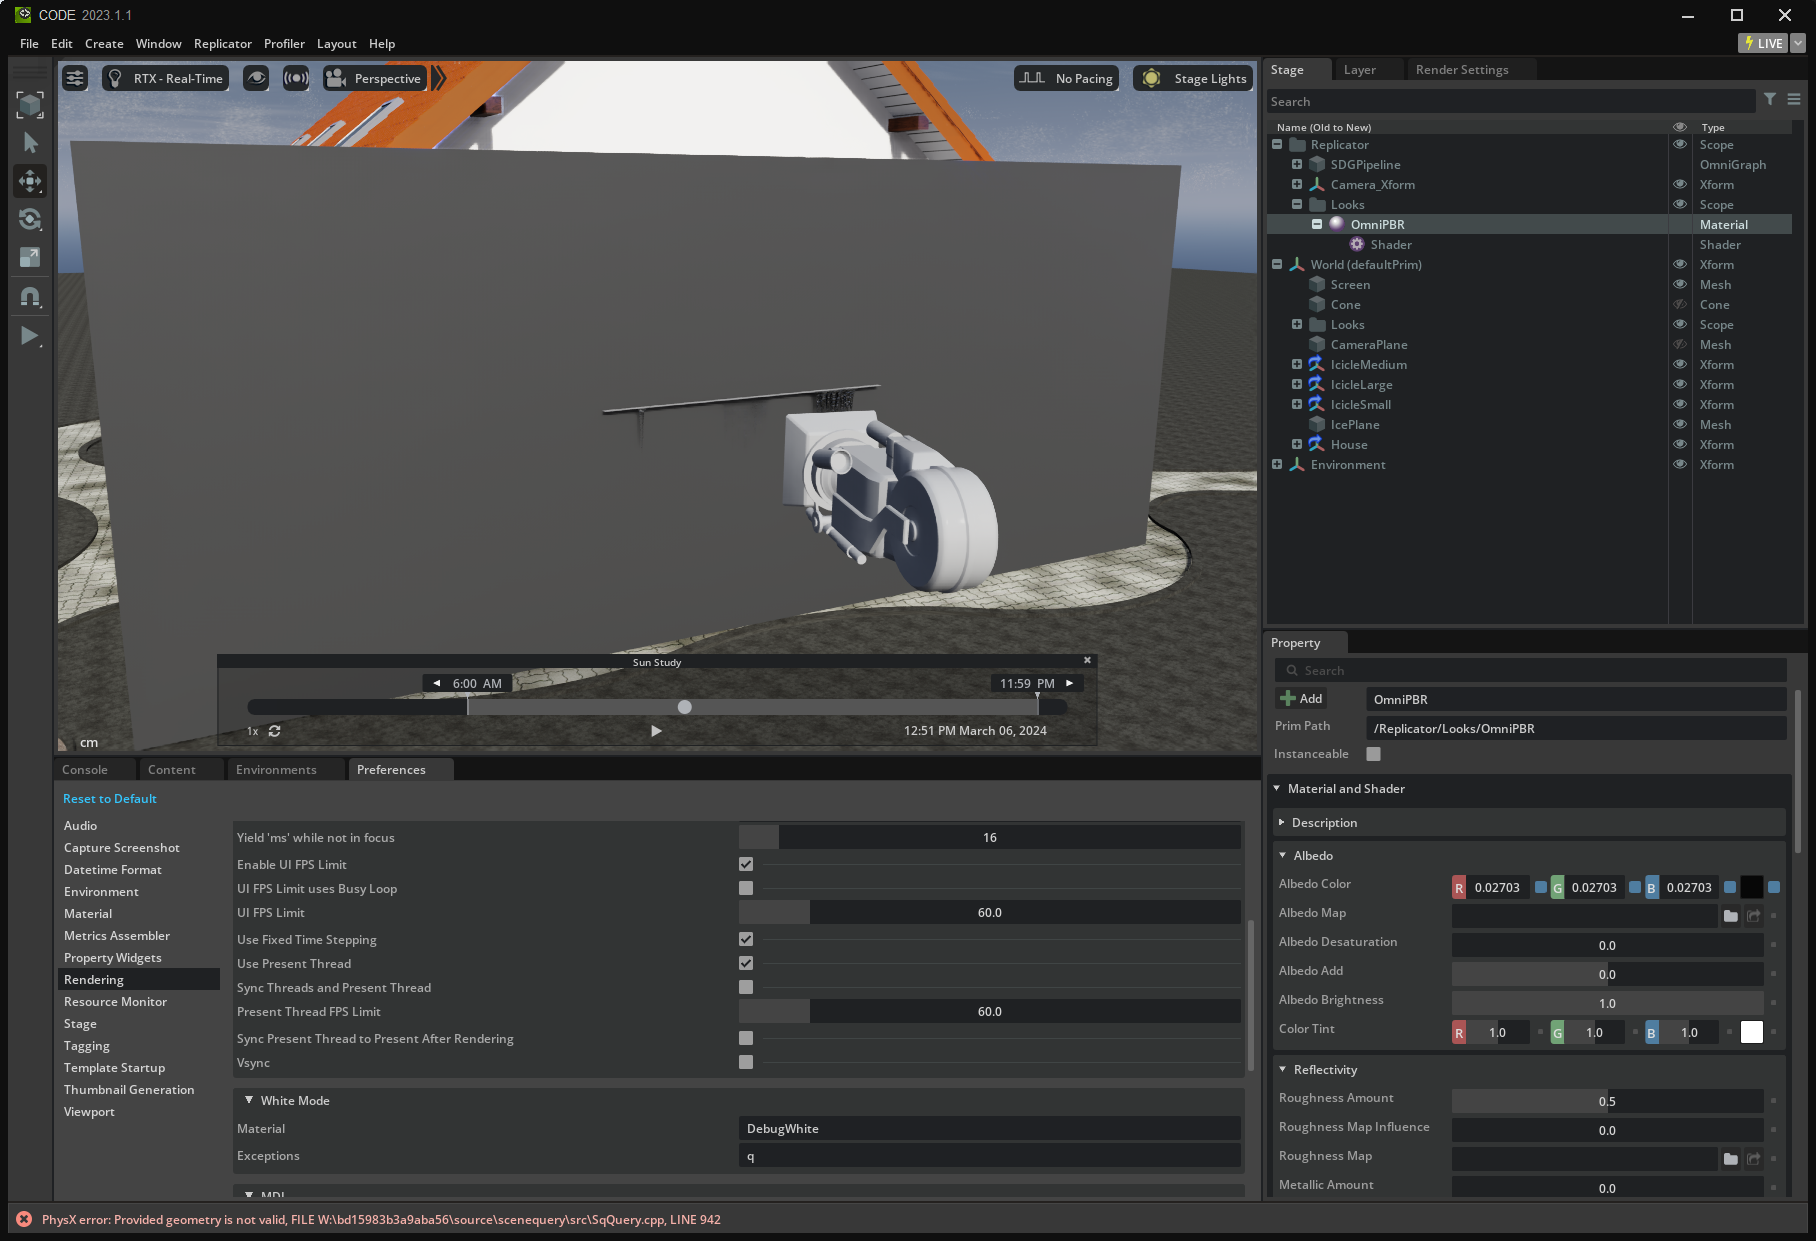 CODE 2023.1.1
File Edit Create Window Replicator Profiler Layout Help
LIVE
RTX - Real-Time
Perspective
No Pacing
Stage Lights
cm
Sun Study
6:00 AM
11:59 PM
1x
12:51 PM March 06, 2024
Stage Layer Render Settings
Search
Name (Old to New) Type
Replicator Scope
SDGPipeline OmniGraph
Camera_Xform Xform
Looks Scope
OmniPBR Material
Shader Shader
World (defaultPrim) Xform
Screen Mesh
Cone Cone
Looks Scope
CameraPlane Mesh
IcicleMedium Xform
IcicleLarge Xform
IcicleSmall Xform
IcePlane Mesh
House Xform
Environment Xform
Console Content Environments Preferences
Reset to Default
Audio
Capture Screenshot
Datetime Format
Environment
Material
Metrics Assembler
Property Widgets
Rendering
Resource Monitor
Stage
Tagging
Template Startup
Thumbnail Generation
Viewport
Yield 'ms' while not in focus 16
Enable UI FPS Limit
UI FPS Limit uses Busy Loop
UI FPS Limit 60.0
Use Fixed Time Stepping
Use Present Thread
Sync Threads and Present Thread
Present Thread FPS Limit 60.0
Sync Present Thread to Present After Rendering
Vsync
White Mode
Material DebugWhite
Exceptions q
MDL
Property
Search
Add OmniPBR
Prim Path /Replicator/Looks/OmniPBR
Instanceable
Material and Shader
Description
Albedo
Albedo Color R 0.02703 G 0.02703 B 0.02703
Albedo Map
Albedo Desaturation 0.0
Albedo Add 0.0
Albedo Brightness 1.0
Color Tint R 1.0 G 1.0 B 1.0
Reflectivity
Roughness Amount 0.5
Roughness Map Influence 0.0
Roughness Map
Metallic Amount 0.0
PhysX error: Provided geometry is not valid, FILE W:\bd15983b3a9aba56\source\scenequery\src\SqQuery.cpp, LINE 942